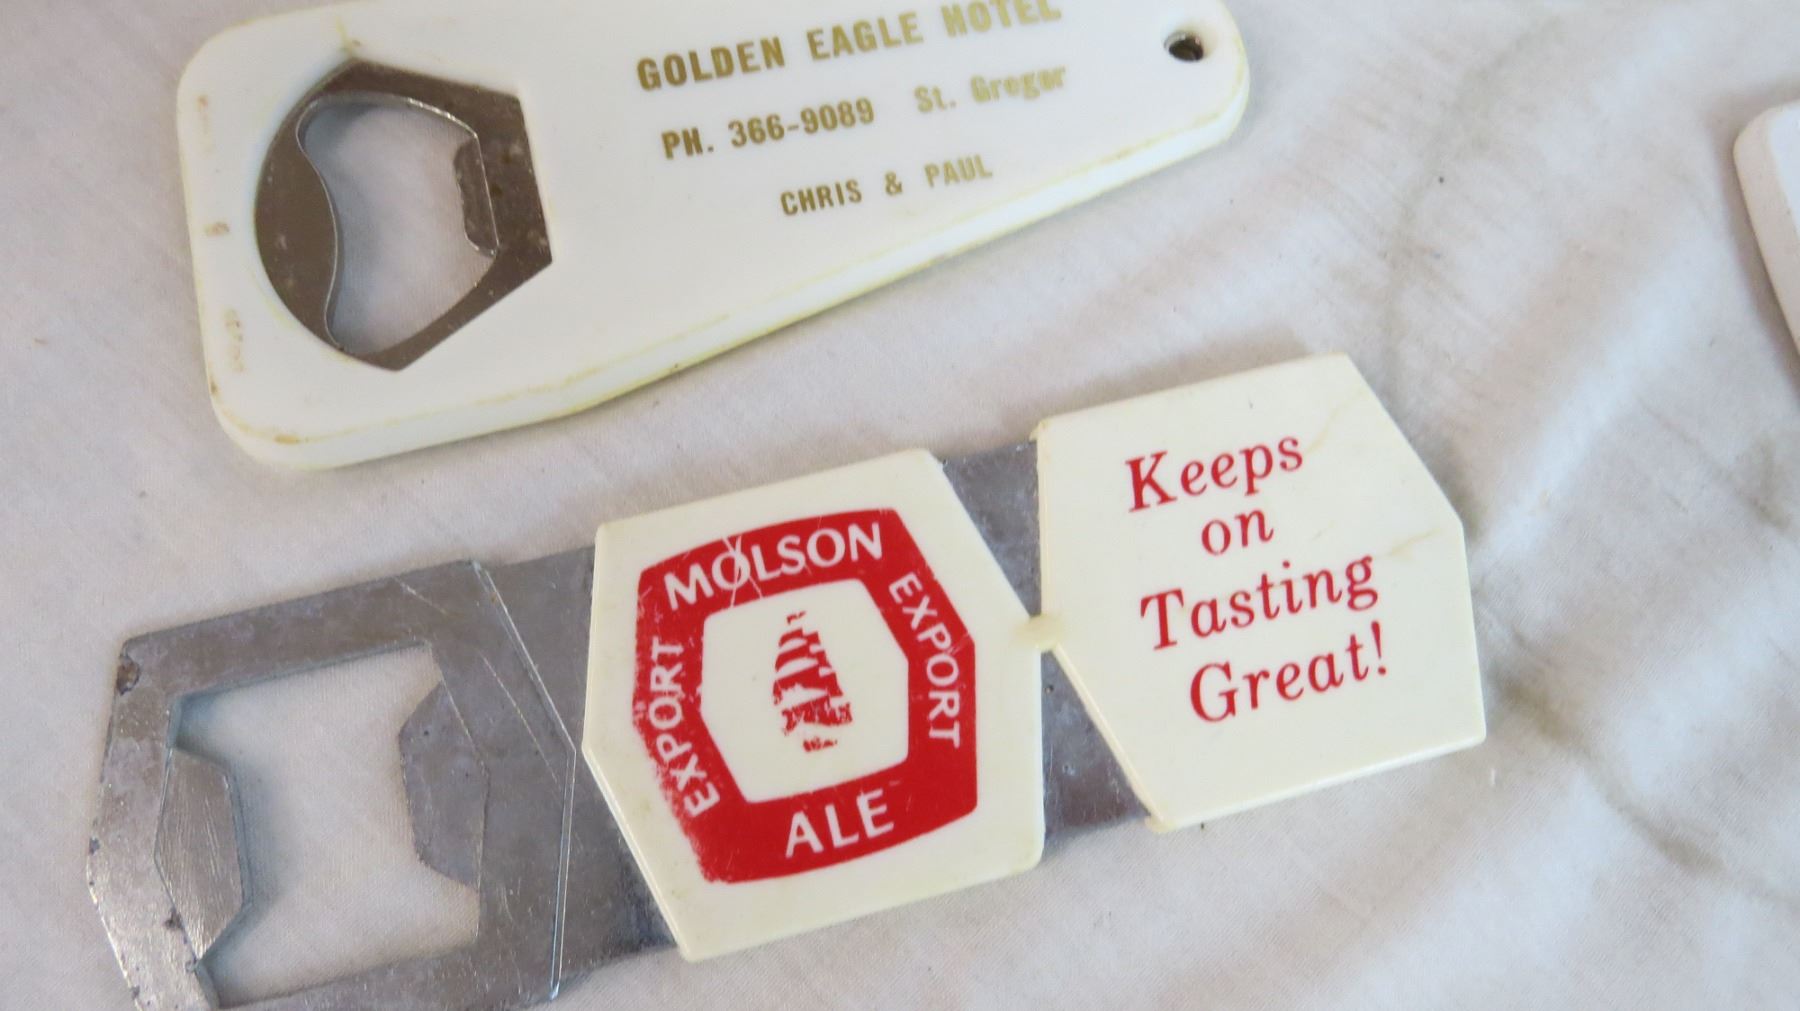 GOLDEN EAGLE HOTEL
PH. 366-9089 St. Gregor
CHRIS & PAUL
MOLSON
EXPORT
EXPORT
ALE
Keeps
on
Tasting
Great!